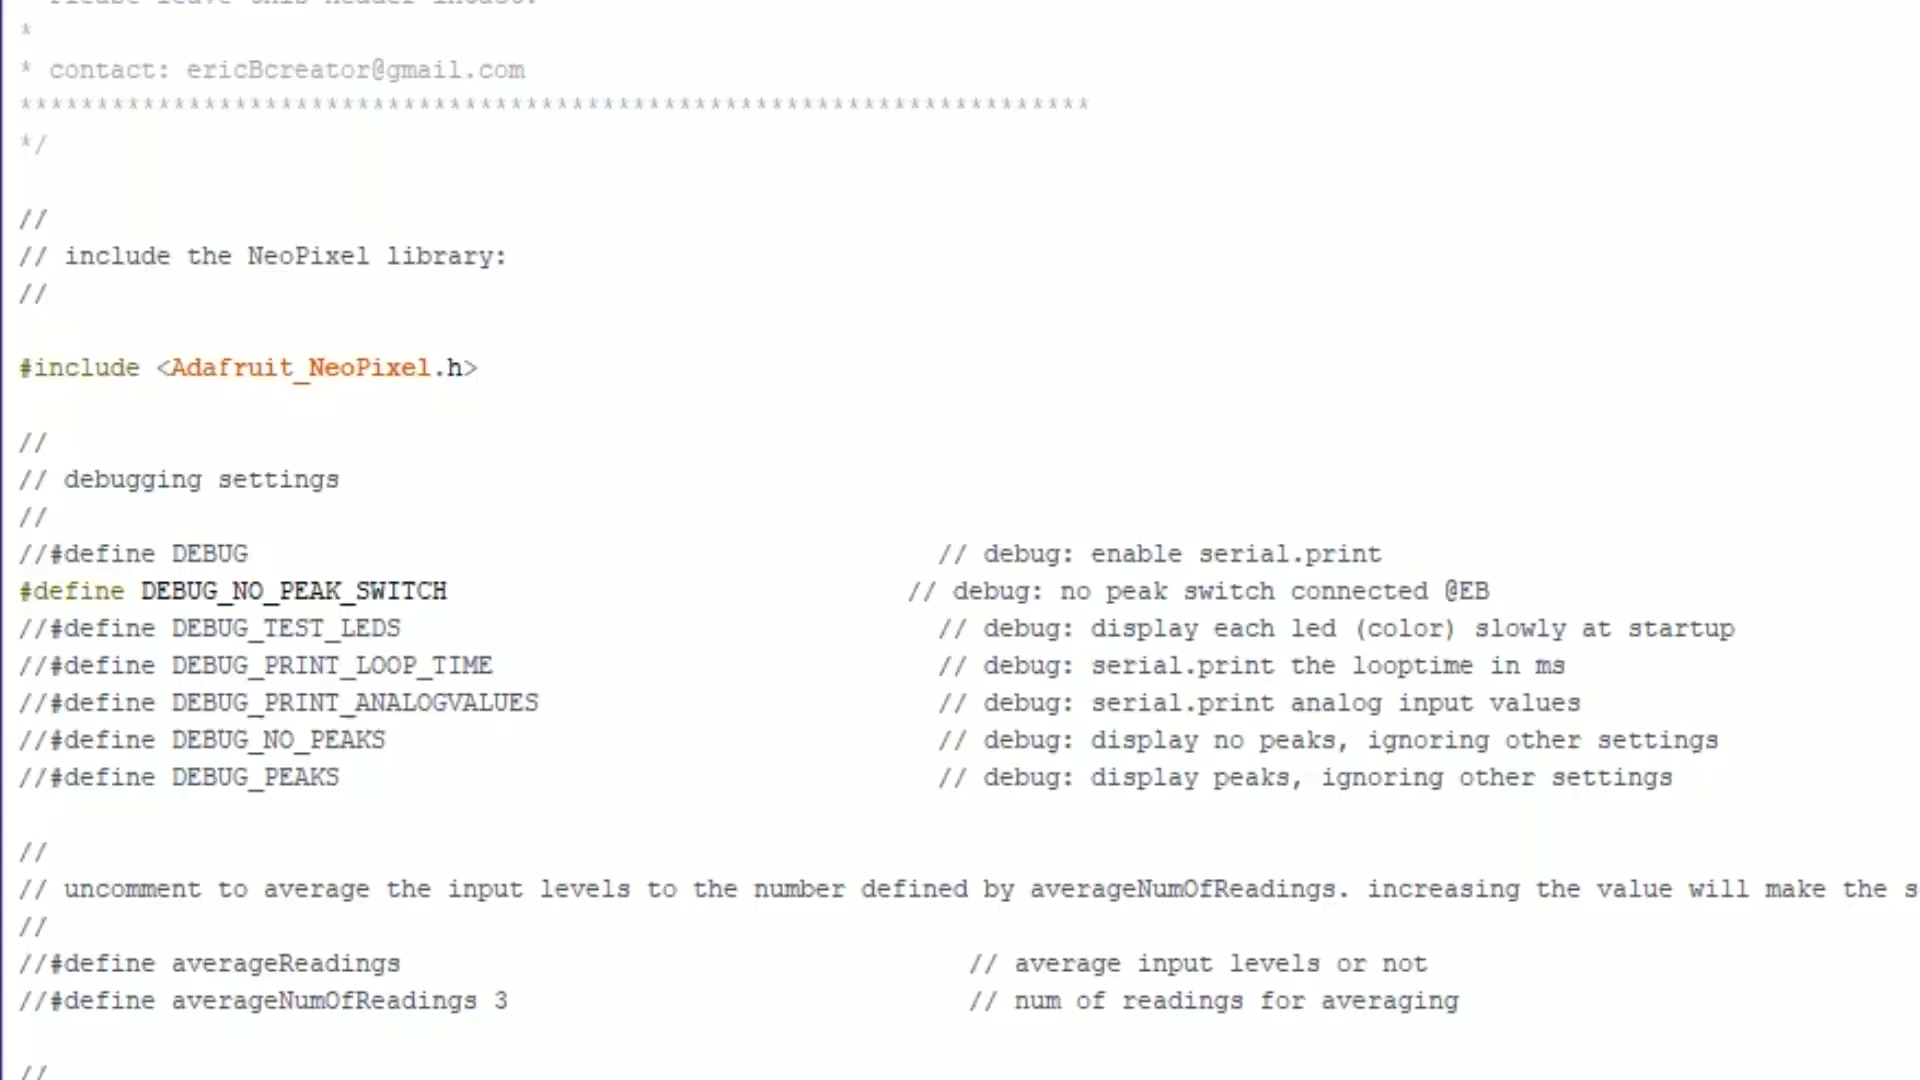 Please leave this header intact.
*
* contact: ericBcreator@gmail.com
**********************************************************************
*/
//
// include the NeoPixel library:
//
#include <Adafruit_NeoPixel.h>
//
// debugging settings
//
//#define DEBUG // debug: enable serial.print
#define DEBUG_NO_PEAK_SWITCH // debug: no peak switch connected @EB
//#define DEBUG_TEST_LEDS // debug: display each led (color) slowly at startup
//#define DEBUG_PRINT_LOOP_TIME // debug: serial.print the looptime in ms
//#define DEBUG_PRINT_ANALOGVALUES // debug: serial.print analog input values
//#define DEBUG_NO_PEAKS // debug: display no peaks, ignoring other settings
//#define DEBUG_PEAKS // debug: display peaks, ignoring other settings
//
// uncomment to average the input levels to the number defined by averageNumOfReadings. increasing the value will make the s
//
//#define averageReadings // average input levels or not
//#define averageNumOfReadings 3 // num of readings for averaging
//